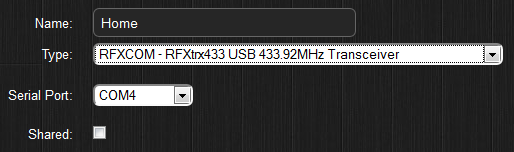 Name: Home
Type: RFXCOM - RFXtrx433 USB 433.92MHz Transceiver
Serial Port: COM4
Shared: